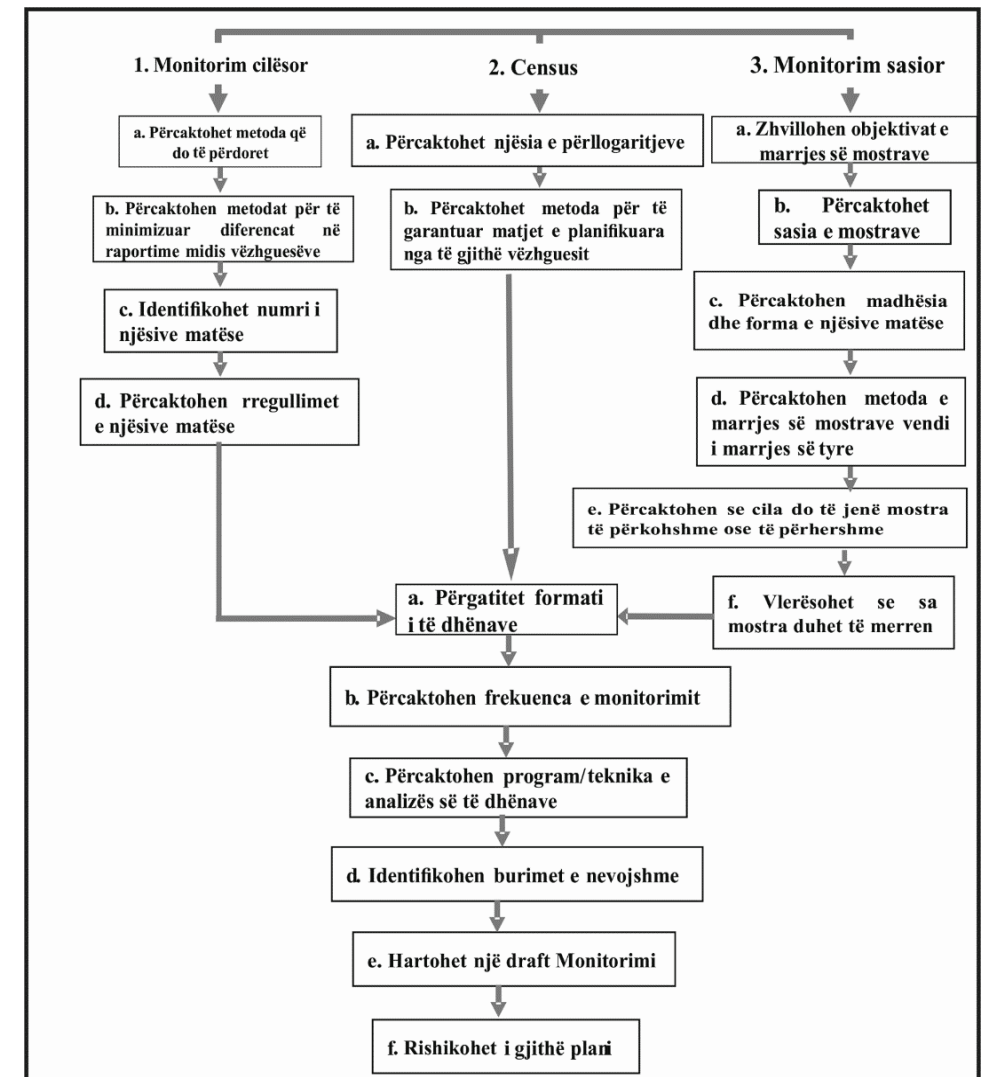 1. Monitorim cilësor
a. Përcaktohet metoda që
do të përdoret
b. Përcaktohen metodat për të
minimizuar diferencat në
raportime midis vëzhguesëve
c. Identifikohet numri i
njësive matëse
d. Përcaktohen rregullimet
e njësive matëse
2. Census
a. Përcaktohet njësia e përllogaritjeve
b. Përcaktohet metoda për të
garantuar matjet e planifikuara
nga të gjithë vëzhguesit
3. Monitorim sasior
a. Zhvillohen objektivat e
marrjes së mostrave
b. Përcaktohet
sasia e mostrave
c. Përcaktohen madhësia
dhe forma e njësive matëse
d. Përcaktohen metoda e
marrjes së mostrave vendi
i marrjes së tyre
e. Përcaktohen se cila do të jenë mostra
të përkohshme ose të përhershme
f. Vlerësohet se sa
mostra duhet të merren
a. Përgatitet formati
i të dhënave
b. Përcaktohen frekuenca e monitorimit
c. Përcaktohen program/teknika e
analizës së të dhënave
d. Identifikohen burimet e nevojshme
e. Hartohet një draft Monitorimi
f. Rishikohet i gjithë plani